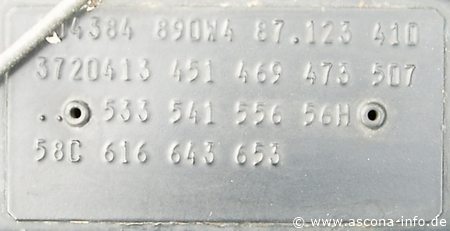 04384 890W4 87.123 410
3720413 451 469 473 507
.. 533 541 556 56H
58C 616 643 653
© www.ascona-info.de